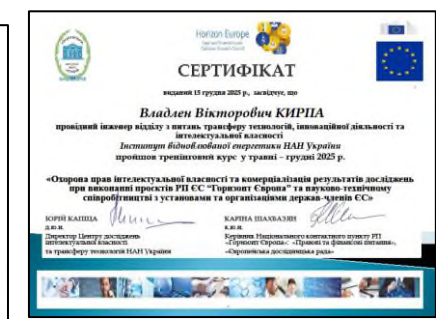 Horizon Europe
СЕРТИФІКАТ
виданий 15 грудня 2025 р., засвідчує, що
Владлен Вікторович КИРПА
провідний інженер відділу з питань трансферу технологій, інноваційної діяльності та
інтелектуальної власності
Інститут відновлюваної енергетики НАН України
пройшов тренінговий курс у травні – грудні 2025 р.
«Охорона прав інтелектуальної власності та комерціалізація результатів досліджень
при виконанні проєктів РП ЄС “Горизонт Європа” та науково-технічному
співробітництві з установами та організаціями держав-членів ЄС»
ЮРІЙ КАПІЦА
д.ю.н.
Директор Центру досліджень
інтелектуальної власності
та трансферу технологій НАН України
КАРІНА ШАХБАЗЯН
к.ю.н.
Керівник Національного контактного пункту РП
«Горизонт Європа»: «Правові та фінансові питання»,
«Європейська дослідницька рада»